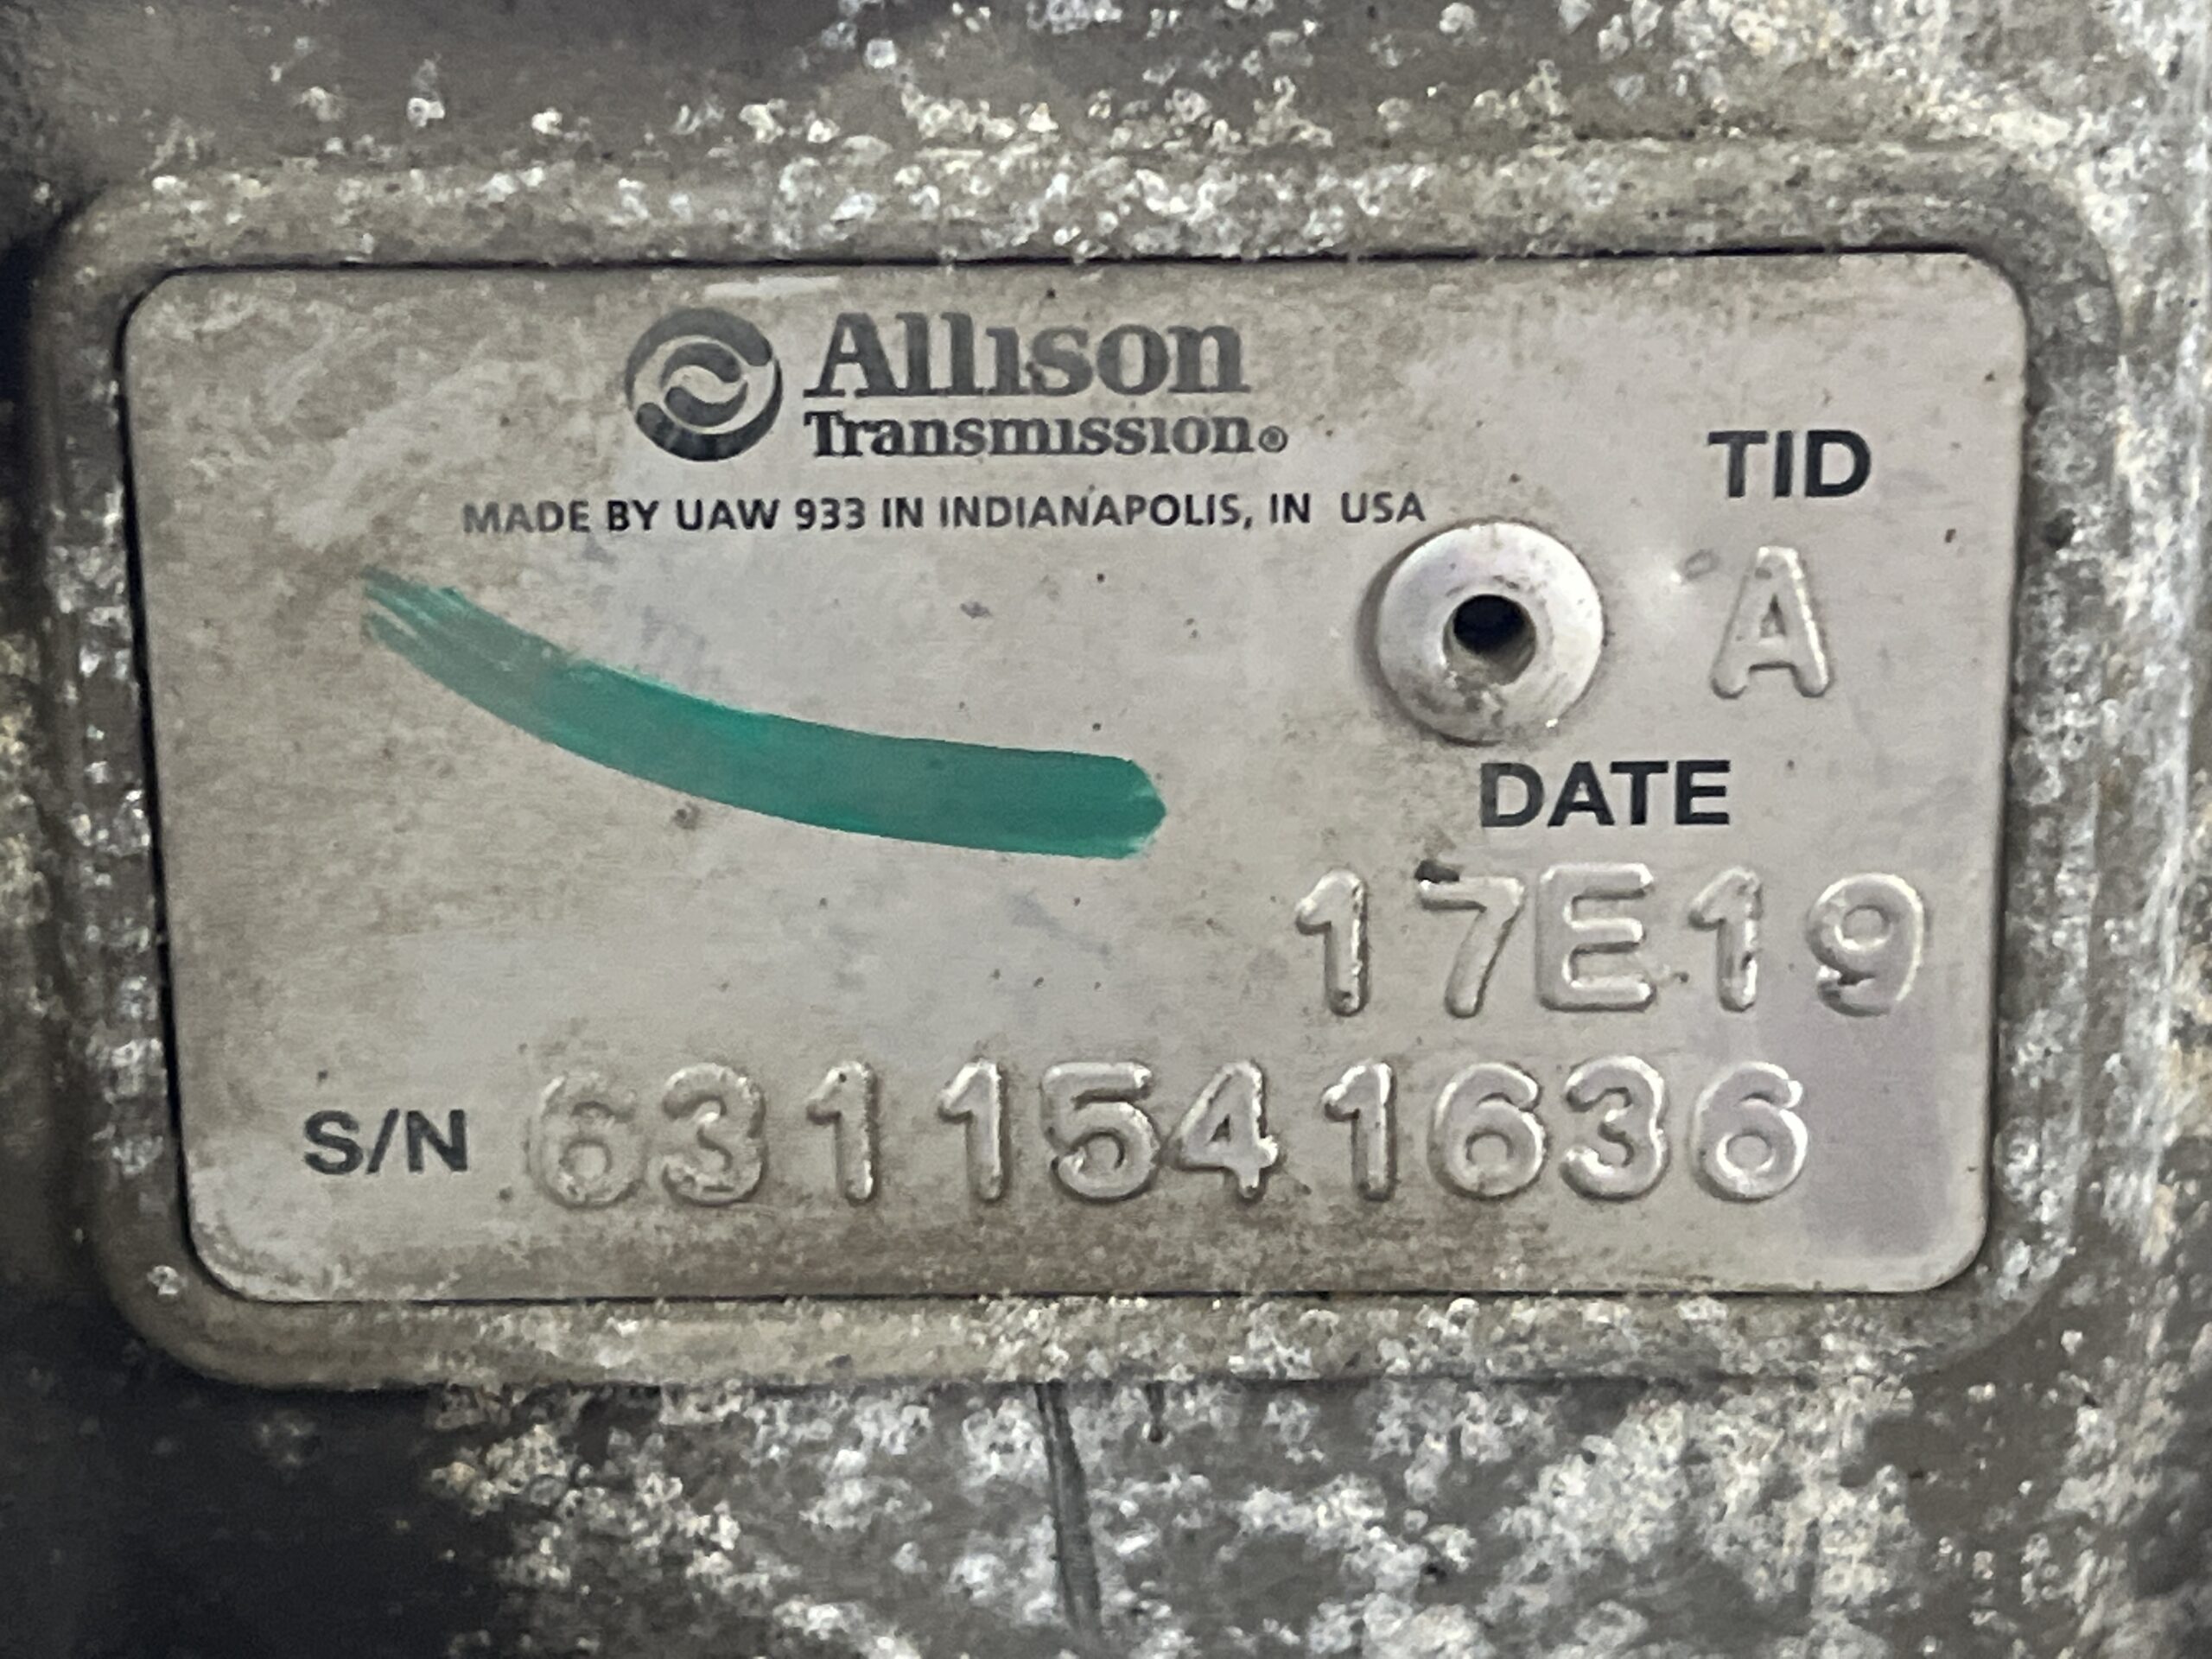 Allison
Transmission®
MADE BY UAW 933 IN INDIANAPOLIS, IN USA
TID
A
DATE
17E19
S/N 6311541636